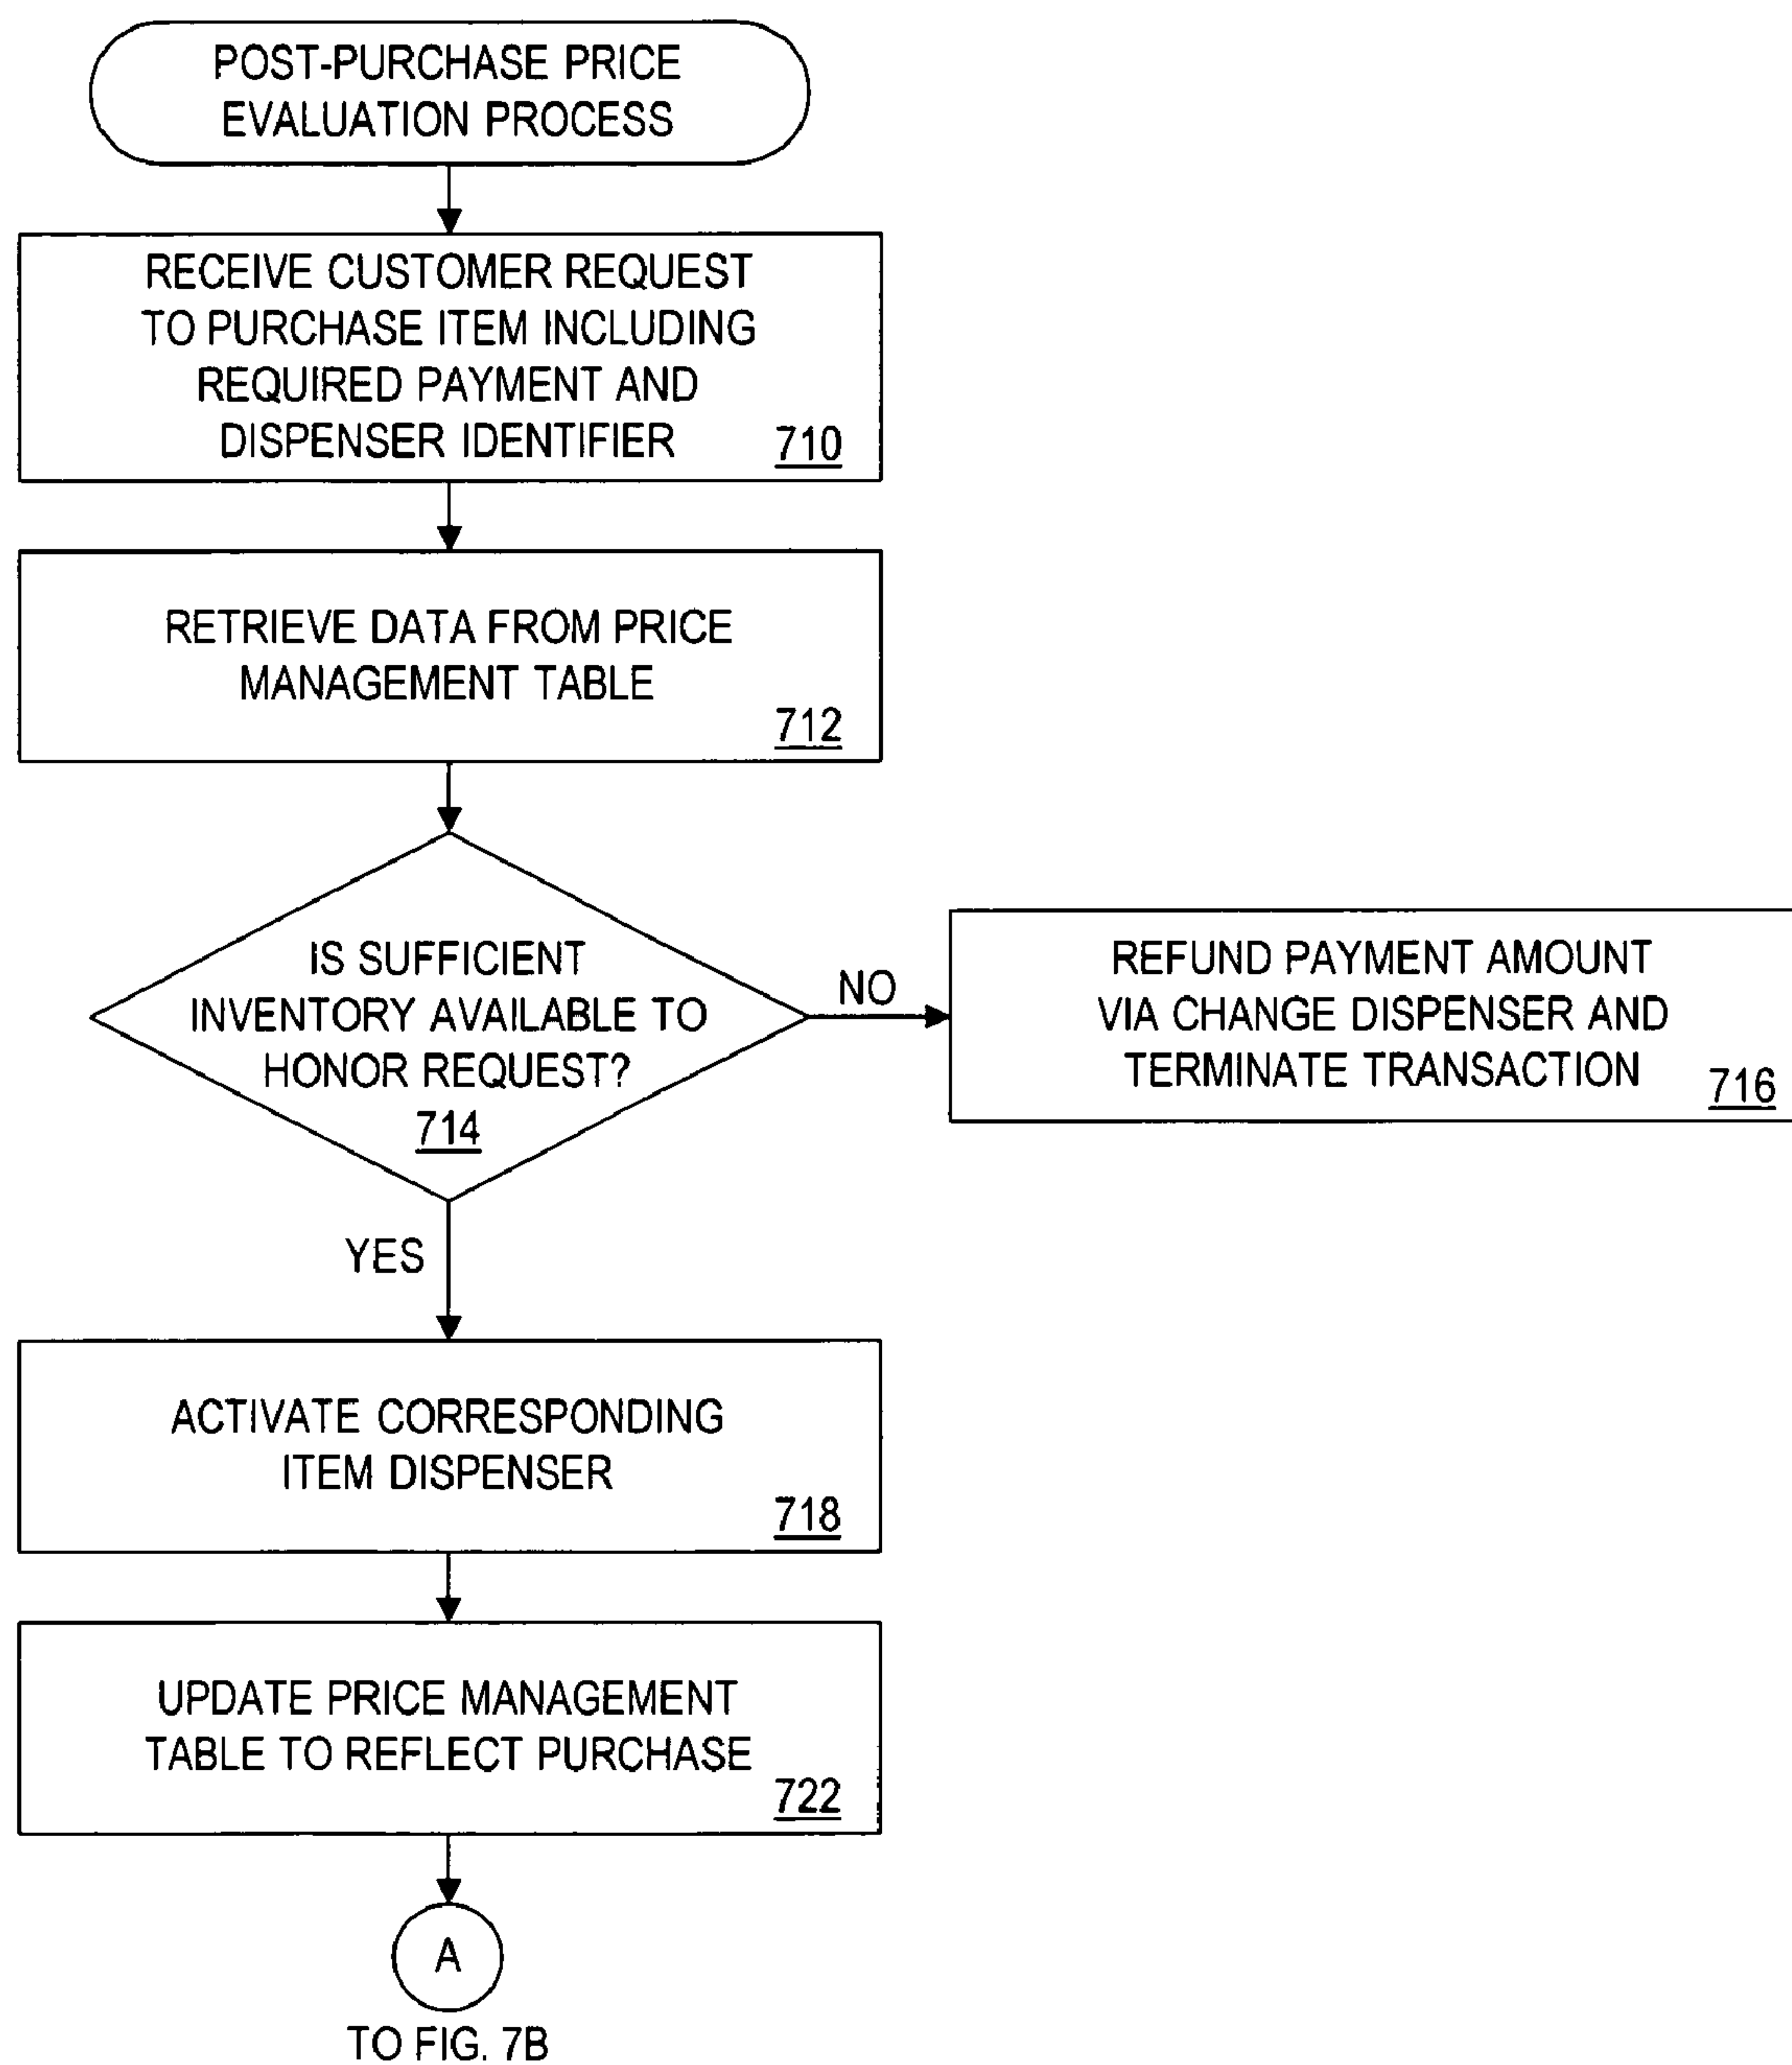 POST-PURCHASE PRICE
EVALUATION PROCESS
RECEIVE CUSTOMER REQUEST
TO PURCHASE ITEM INCLUDING
REQUIRED PAYMENT AND
DISPENSER IDENTIFIER
710
RETRIEVE DATA FROM PRICE
MANAGEMENT TABLE
712
IS SUFFICIENT
INVENTORY AVAILABLE TO
HONOR REQUEST?
714
NO
REFUND PAYMENT AMOUNT
VIA CHANGE DISPENSER AND
TERMINATE TRANSACTION
716
YES
ACTIVATE CORRESPONDING
ITEM DISPENSER
718
UPDATE PRICE MANAGEMENT
TABLE TO REFLECT PURCHASE
722
A
TO FIG. 7B